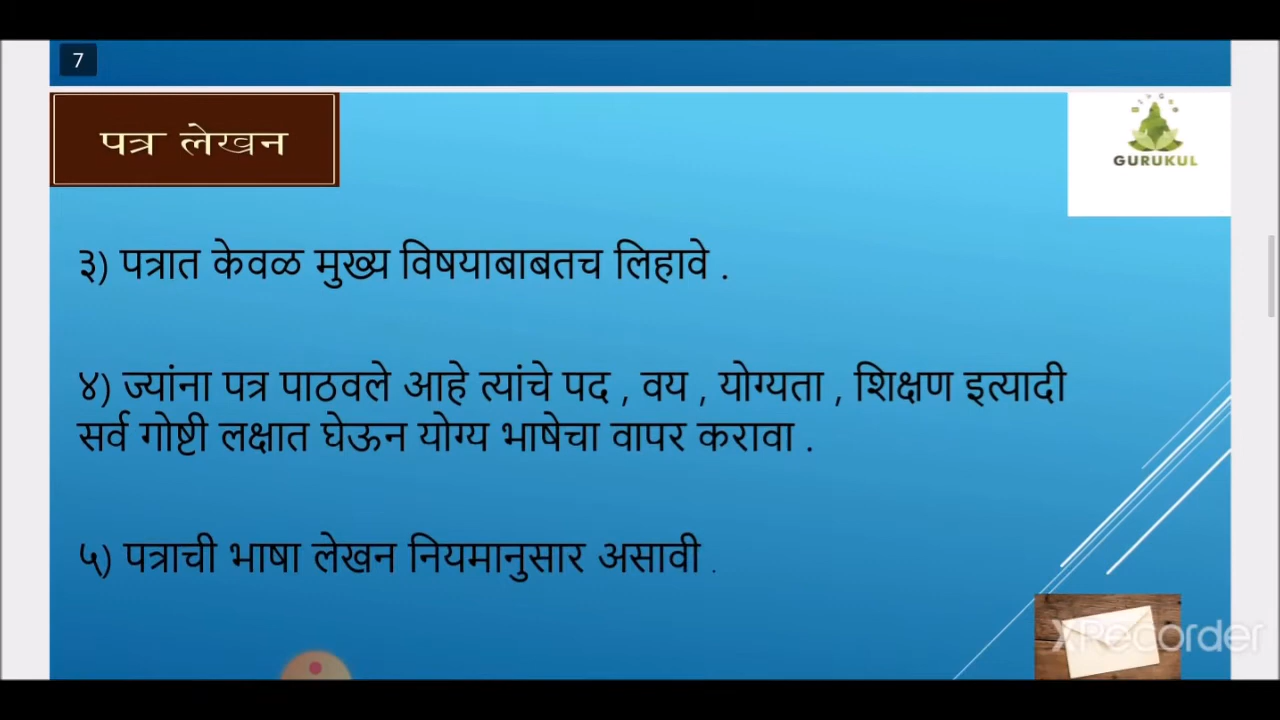 7
पत्र लेखन
GURUKUL
३) पत्रात केवळ मुख्य विषयाबाबतच लिहावे .
४) ज्यांना पत्र पाठवले आहे त्यांचे पद , वय , योग्यता , शिक्षण इत्यादी
सर्व गोष्टी लक्षात घेऊन योग्य भाषेचा वापर करावा .
५) पत्राची भाषा लेखन नियमानुसार असावी .
XRecorder